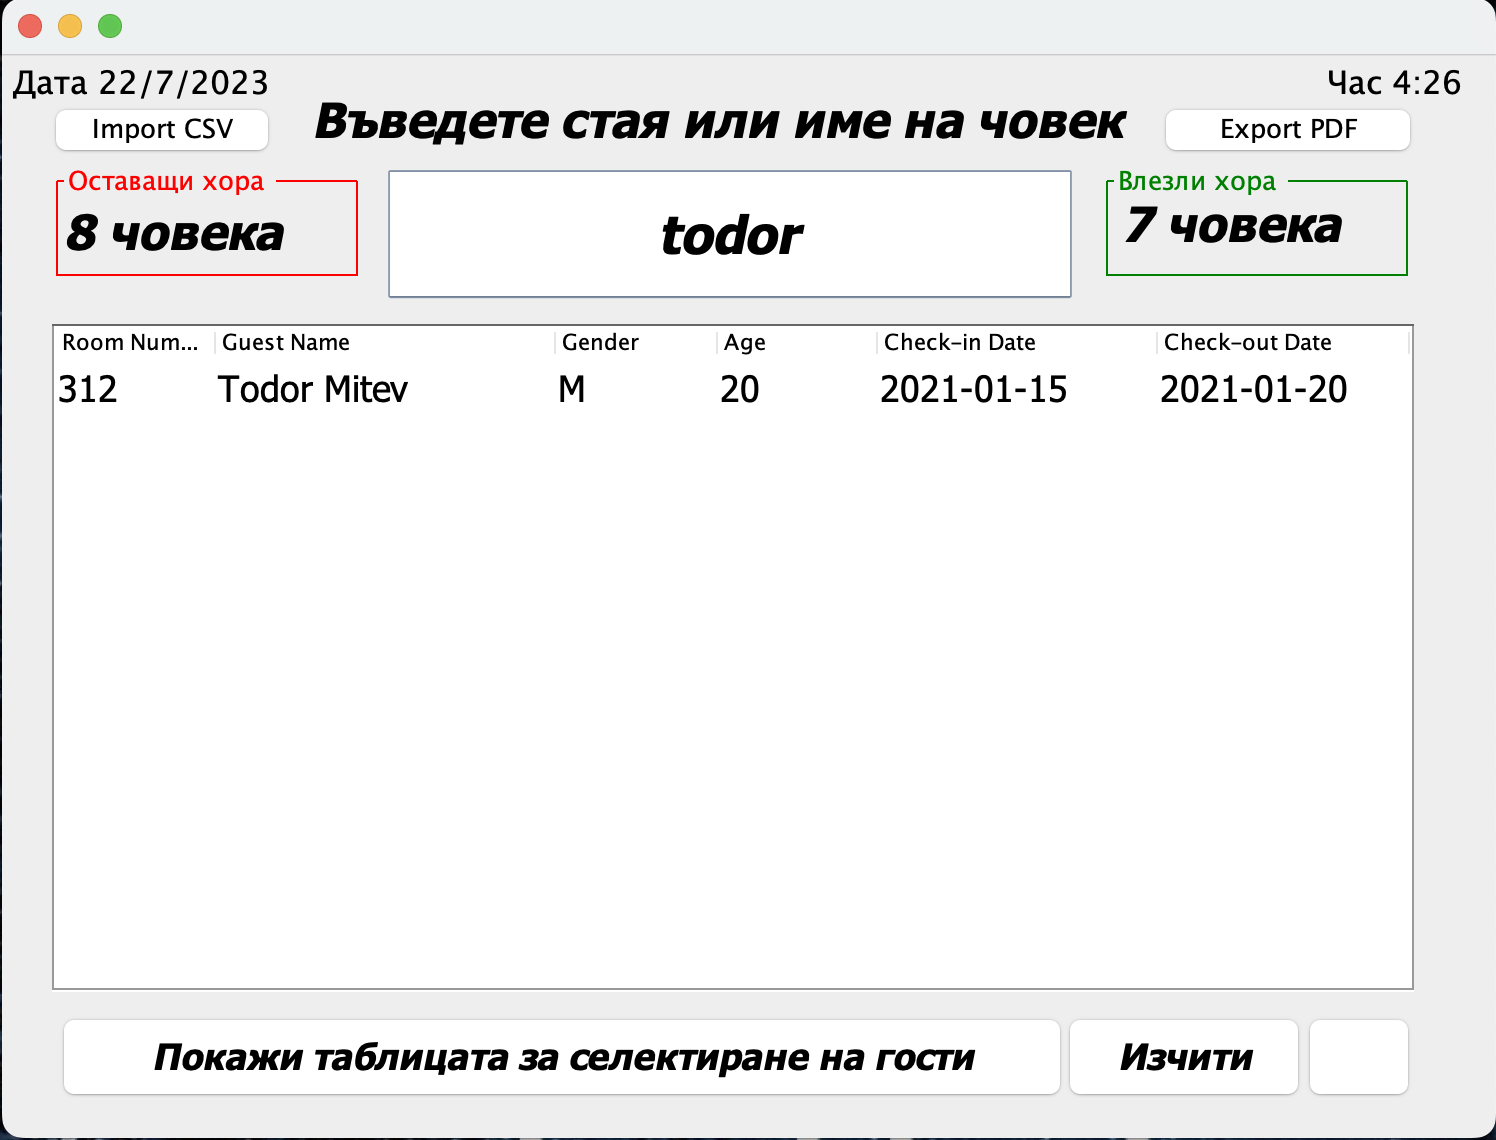 Дата 22/7/2023
Час 4:26
Import CSV
Въведете стая или име на човек
Export PDF
Оставащи хора
8 човека
todor
Влезли хора
7 човека
Room Num... Guest Name Gender Age Check-in Date Check-out Date
312 Todor Mitev M 20 2021-01-15 2021-01-20
Покажи таблицата за селектиране на гости
Изчити